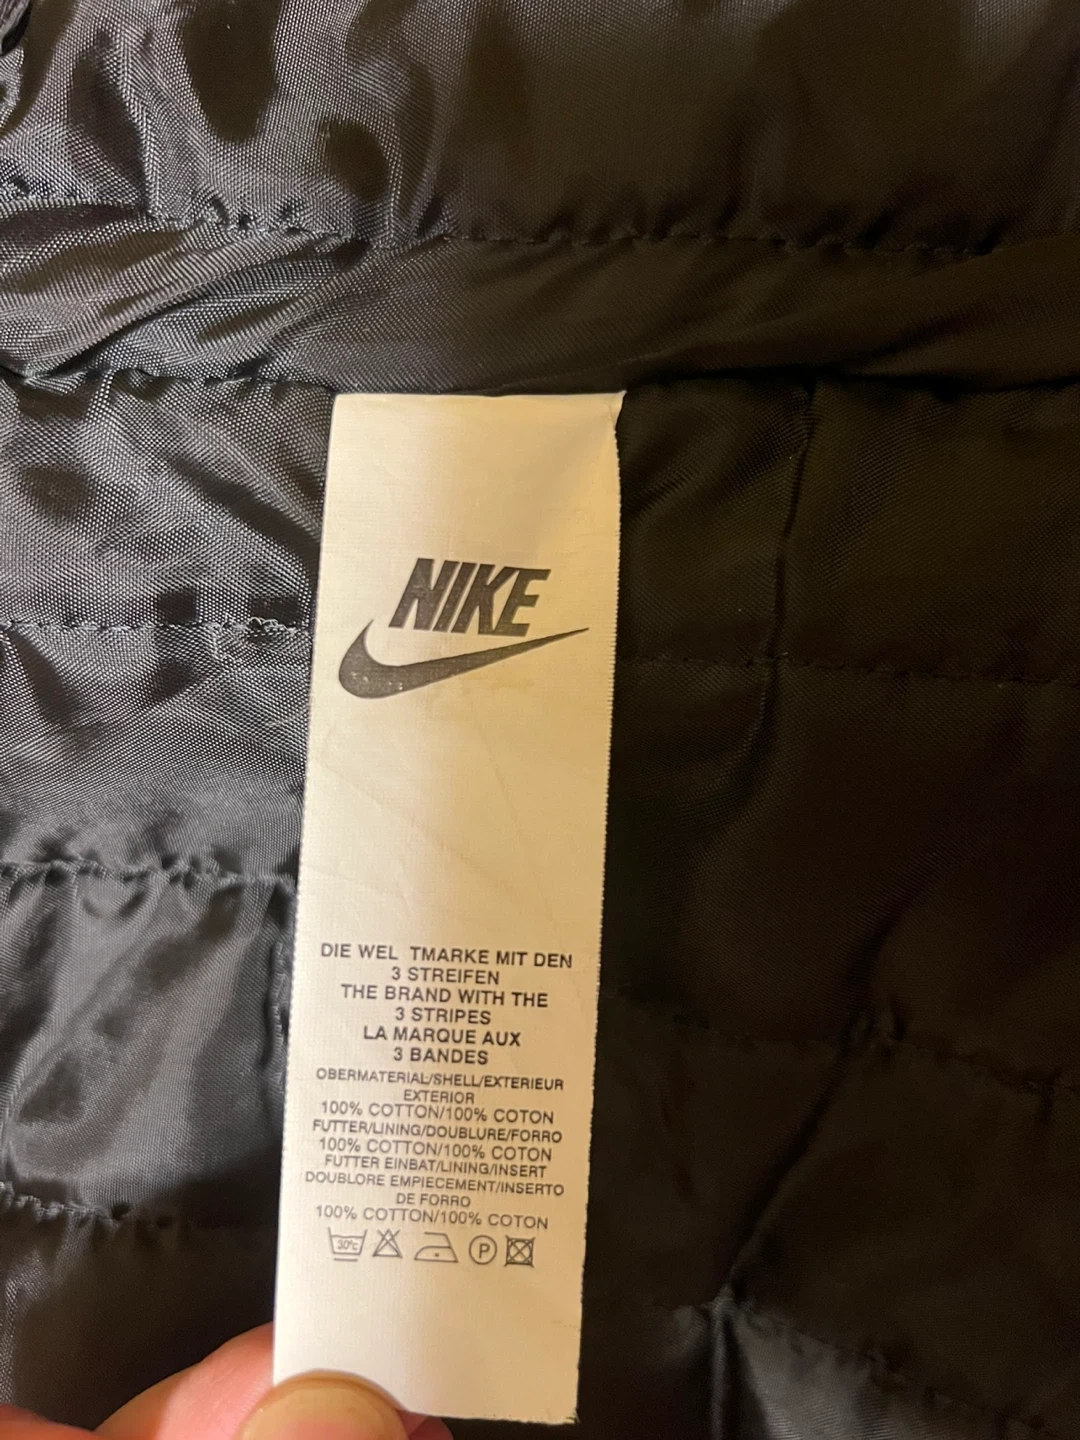 NIKE
DIE WEL TMARKE MIT DEN
3 STREIFEN
THE BRAND WITH THE
3 STRIPES
LA MARQUE AUX
3 BANDES
OBERMATERIAL/SHELL/EXTERIEUR
EXTERIOR
100% COTTON/100% COTON
FUTTER/LINING/DOUBLURE/FORRO
100% COTTON/100% COTON
FUTTER EINBAT/LINING/INSERT
DOUBLORE EMPIECEMENT/INSERTO
DE FORRO
100% COTTON/100% COTON
30°c P